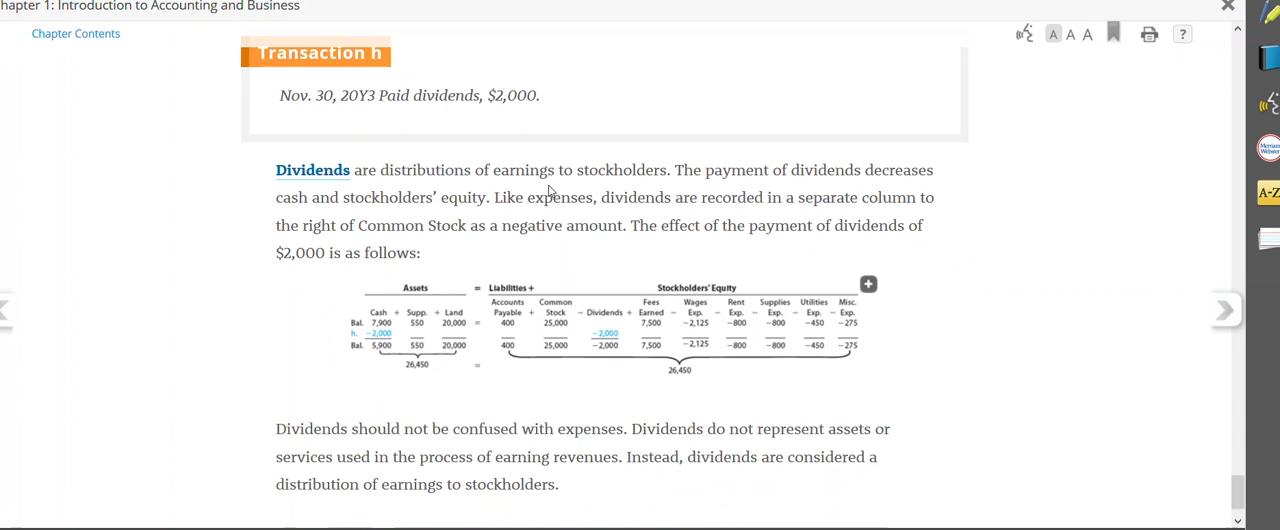 hapter 1: Introduction to Accounting and Business
Chapter Contents
A A A ?
Transaction h
Nov. 30, 20Y3 Paid dividends, $2,000.
Dividends are distributions of earnings to stockholders. The payment of dividends decreases
cash and stockholders’ equity. Like expenses, dividends are recorded in a separate column to
the right of Common Stock as a negative amount. The effect of the payment of dividends of
$2,000 is as follows:
Assets = Liabilities + Stockholders’ Equity
Accounts Common Fees Wages Rent Supplies Utilities Misc.
Cash + Supp. + Land Payable + Stock − Dividends + Earned − Exp. − Exp. − Exp. − Exp. − Exp.
Bal. 7,900 550 20,000 = 400 25,000 7,500 −2,125 −800 −800 −450 −275
h. −2,000 −2,000
Bal. 5,900 550 20,000 400 25,000 −2,000 7,500 −2,125 −800 −800 −450 −275
26,450 = 26,450
Dividends should not be confused with expenses. Dividends do not represent assets or
services used in the process of earning revenues. Instead, dividends are considered a
distribution of earnings to stockholders.
Merriam
Webster
A-Z